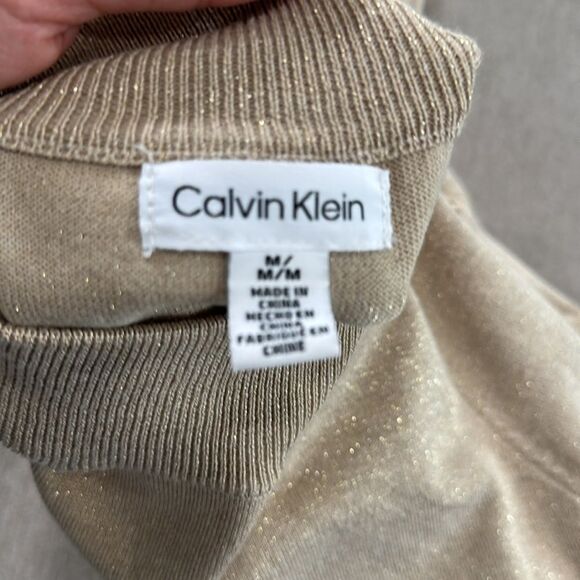 Calvin Klein
M/
M/M
MADE IN
CHINA
HECHO EN
CHINA
FABRIQUÉ EN
CHINE